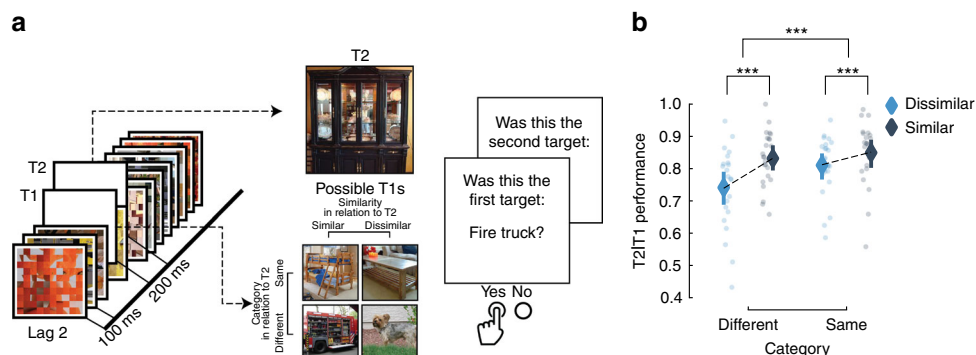 a
T2
T2
T1
200 ms
100 ms
Lag 2
Possible T1s
Similarity
in relation to T2
Similar Dissimilar
Category
in relation to T2
Same
Different
Was this the
second target:
Was this the
first target:
Fire truck?
Yes No
b
***
*** ***
Dissimilar
Similar
T2|T1 performance
1.0
0.9
0.8
0.7
0.6
0.5
0.4
Different Same
Category